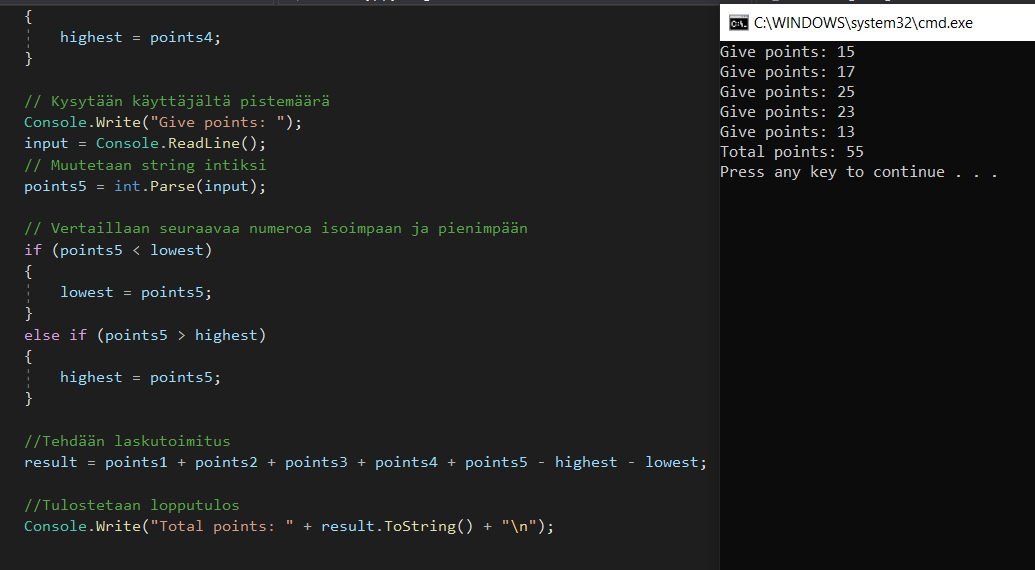 {
highest = points4;
}
// Kysytään käyttäjältä pistemäärä
Console.Write("Give points: ");
input = Console.ReadLine();
// Muutetaan string intiksi
points5 = int.Parse(input);
// Vertaillaan seuraavaa numeroa isoimpaan ja pienimpään
if (points5 < lowest)
{
lowest = points5;
}
else if (points5 > highest)
{
highest = points5;
}
//Tehdään laskutoimitus
result = points1 + points2 + points3 + points4 + points5 - highest - lowest;
//Tulostetaan lopputulos
Console.Write("Total points: " + result.ToString() + "\n");
C:\WINDOWS\system32\cmd.exe
Give points: 15
Give points: 17
Give points: 25
Give points: 23
Give points: 13
Total points: 55
Press any key to continue . . .